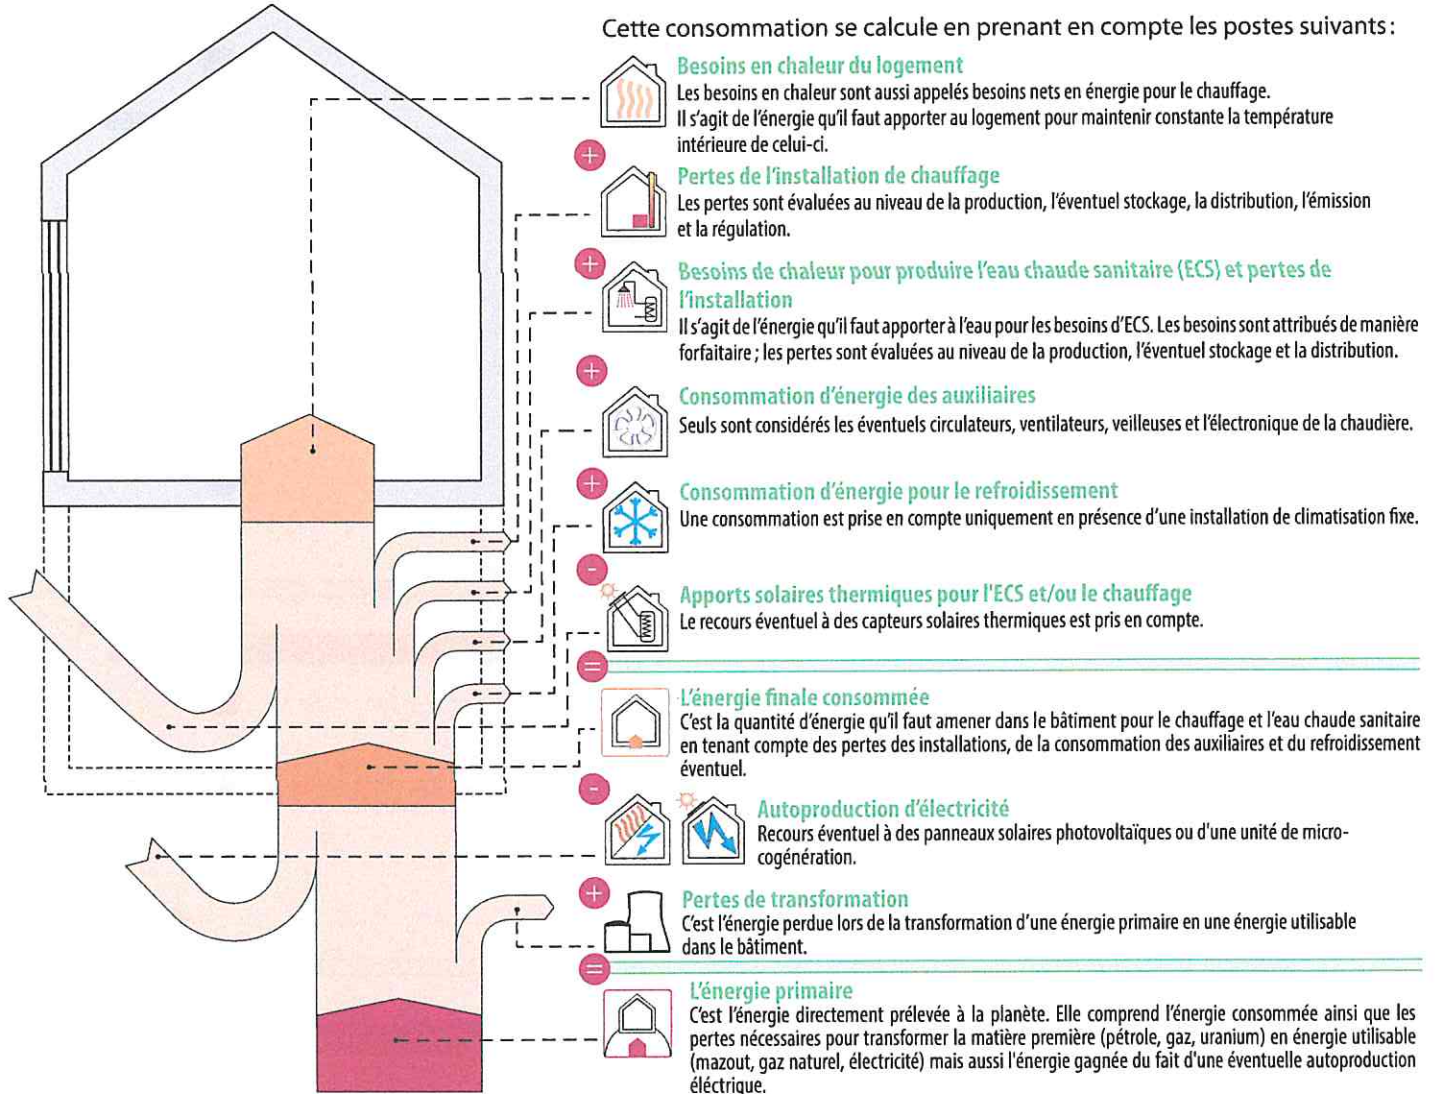 Cette consommation se calcule en prenant en compte les postes suivants :
Besoins en chaleur du logement
Les besoins en chaleur sont aussi appelés besoins nets en énergie pour le chauffage.
Il s'agit de l'énergie qu'il faut apporter au logement pour maintenir constante la température
intérieure de celui-ci.
+
Pertes de l'installation de chauffage
Les pertes sont évaluées au niveau de la production, l'éventuel stockage, la distribution, l'émission
et la régulation.
+
Besoins de chaleur pour produire l'eau chaude sanitaire (ECS) et pertes de
l'installation
Il s'agit de l'énergie qu'il faut apporter à l'eau pour les besoins d'ECS. Les besoins sont attribués de manière
forfaitaire ; les pertes sont évaluées au niveau de la production, l'éventuel stockage et la distribution.
+
Consommation d'énergie des auxiliaires
Seuls sont considérés les éventuels circulateurs, ventilateurs, veilleuses et l'électronique de la chaudière.
+
Consommation d'énergie pour le refroidissement
Une consommation est prise en compte uniquement en présence d'une installation de climatisation fixe.
-
Apports solaires thermiques pour l'ECS et/ou le chauffage
Le recours éventuel à des capteurs solaires thermiques est pris en compte.
=
L'énergie finale consommée
C'est la quantité d'énergie qu'il faut amener dans le bâtiment pour le chauffage et l'eau chaude sanitaire
en tenant compte des pertes des installations, de la consommation des auxiliaires et du refroidissement
éventuel.
-
Autoproduction d'électricité
Recours éventuel à des panneaux solaires photovoltaïques ou d'une unité de micro-
cogénération.
+
Pertes de transformation
C'est l'énergie perdue lors de la transformation d'une énergie primaire en une énergie utilisable
dans le bâtiment.
=
L'énergie primaire
C'est l'énergie directement prélevée à la planète. Elle comprend l'énergie consommée ainsi que les
pertes nécessaires pour transformer la matière première (pétrole, gaz, uranium) en énergie utilisable
(mazout, gaz naturel, électricité) mais aussi l'énergie gagnée du fait d'une éventuelle autoproduction
éléctrique.